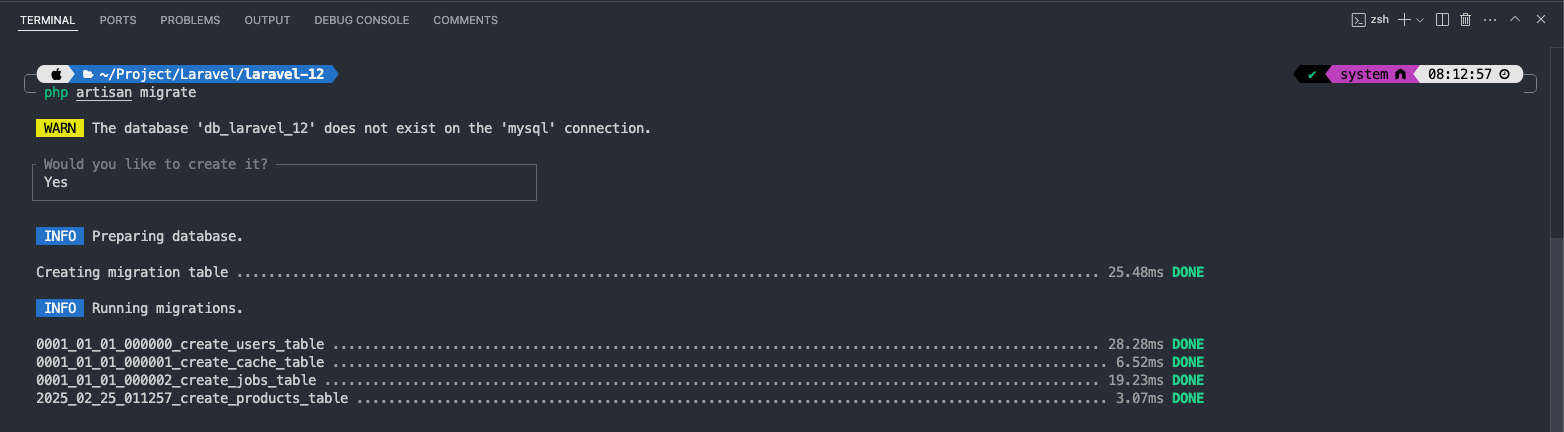 TERMINAL PORTS PROBLEMS OUTPUT DEBUG CONSOLE COMMENTS zsh
~/Project/Laravel/laravel-12 ✔ system 08:12:57
php artisan migrate
WARN The database 'db_laravel_12' does not exist on the 'mysql' connection.
Would you like to create it?
Yes
INFO Preparing database.
Creating migration table ............................................................................................................ 25.48ms DONE
INFO Running migrations.
0001_01_01_000000_create_users_table ................................................................................................ 28.28ms DONE
0001_01_01_000001_create_cache_table ................................................................................................. 6.52ms DONE
0001_01_01_000002_create_jobs_table ................................................................................................. 19.23ms DONE
2025_02_25_011257_create_products_table .............................................................................................. 3.07ms DONE